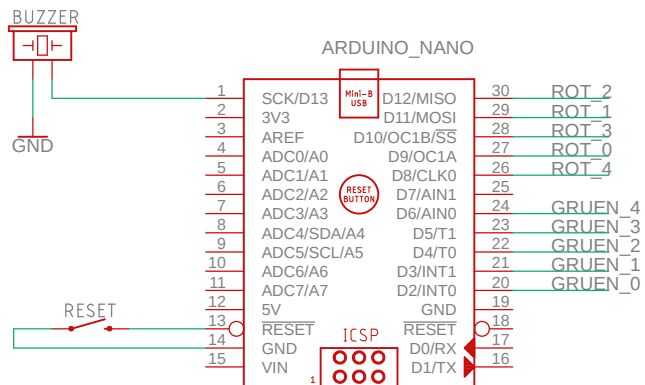 BUZZER
ARDUINO_NANO
GND
Mini-B
USB
RESET
BUTTON
1 SCK/D13 D12/MISO 30 ROT_2
2 3V3 D11/MOSI 29 ROT_1
3 AREF D10/OC1B/SS 28 ROT_3
4 ADC0/A0 D9/OC1A 27 ROT_0
5 ADC1/A1 D8/CLK0 26 ROT_4
6 ADC2/A2 D7/AIN1 25
7 ADC3/A3 D6/AIN0 24 GRUEN_4
8 ADC4/SDA/A4 D5/T1 23 GRUEN_3
9 ADC5/SCL/A5 D4/T0 22 GRUEN_2
10 ADC6/A6 D3/INT1 21 GRUEN_1
11 ADC7/A7 D2/INT0 20 GRUEN_0
12 5V GND 19
RESET
13 RESET RESET 18
14 GND D0/RX 17
15 VIN D1/TX 16
ICSP
1